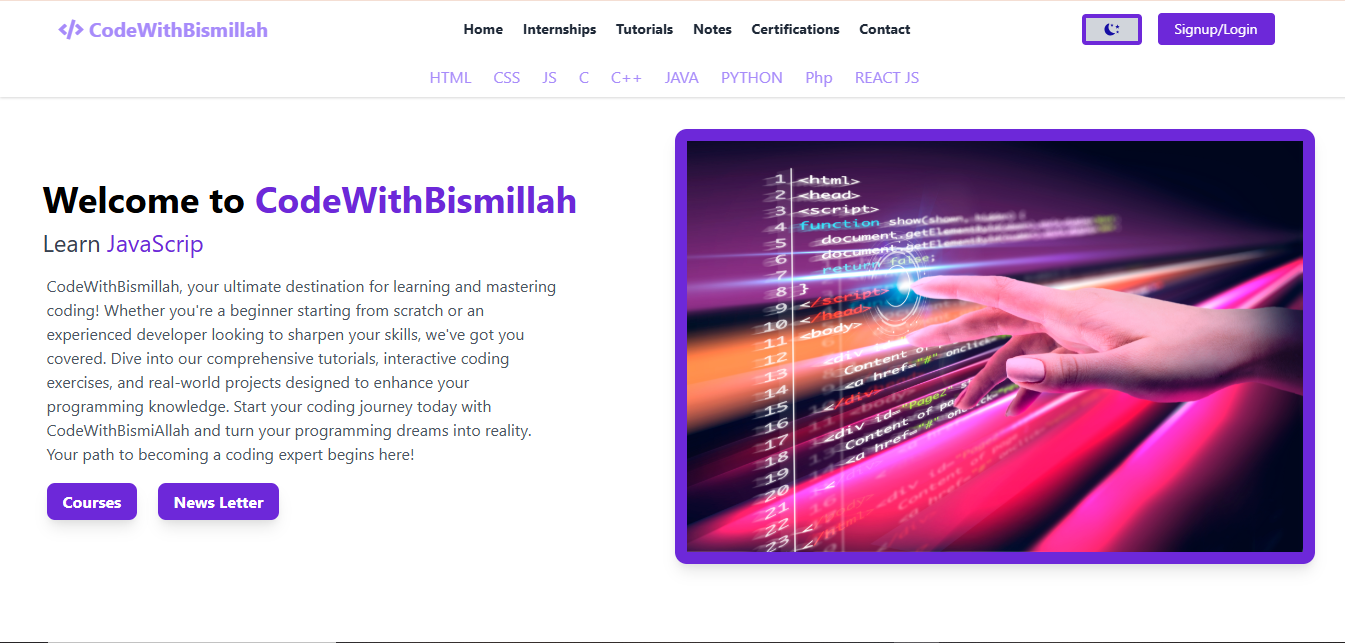 </> CodeWithBismillah
Home Internships Tutorials Notes Certifications Contact
Signup/Login
HTML CSS JS C C++ JAVA PYTHON Php REACT JS
Welcome to CodeWithBismillah
Learn JavaScrip
CodeWithBismillah, your ultimate destination for learning and mastering
coding! Whether you're a beginner starting from scratch or an
experienced developer looking to sharpen your skills, we've got you
covered. Dive into our comprehensive tutorials, interactive coding
exercises, and real-world projects designed to enhance your
programming knowledge. Start your coding journey today with
CodeWithBismiAllah and turn your programming dreams into reality.
Your path to becoming a coding expert begins here!
Courses News Letter
1 <html>
2 <head>
3 <script>
4 function show(shown,
5 document.getElement
6 document.getElement
7 return false;
8 }
9 </script>
10 </head>
11 <body>
12 <div
13 Content of
14 <a href="#" onclick
15 </div>
16 <div id="Page2"
17 Content of
18 <a href="#" onclick
19
20
21
22
23